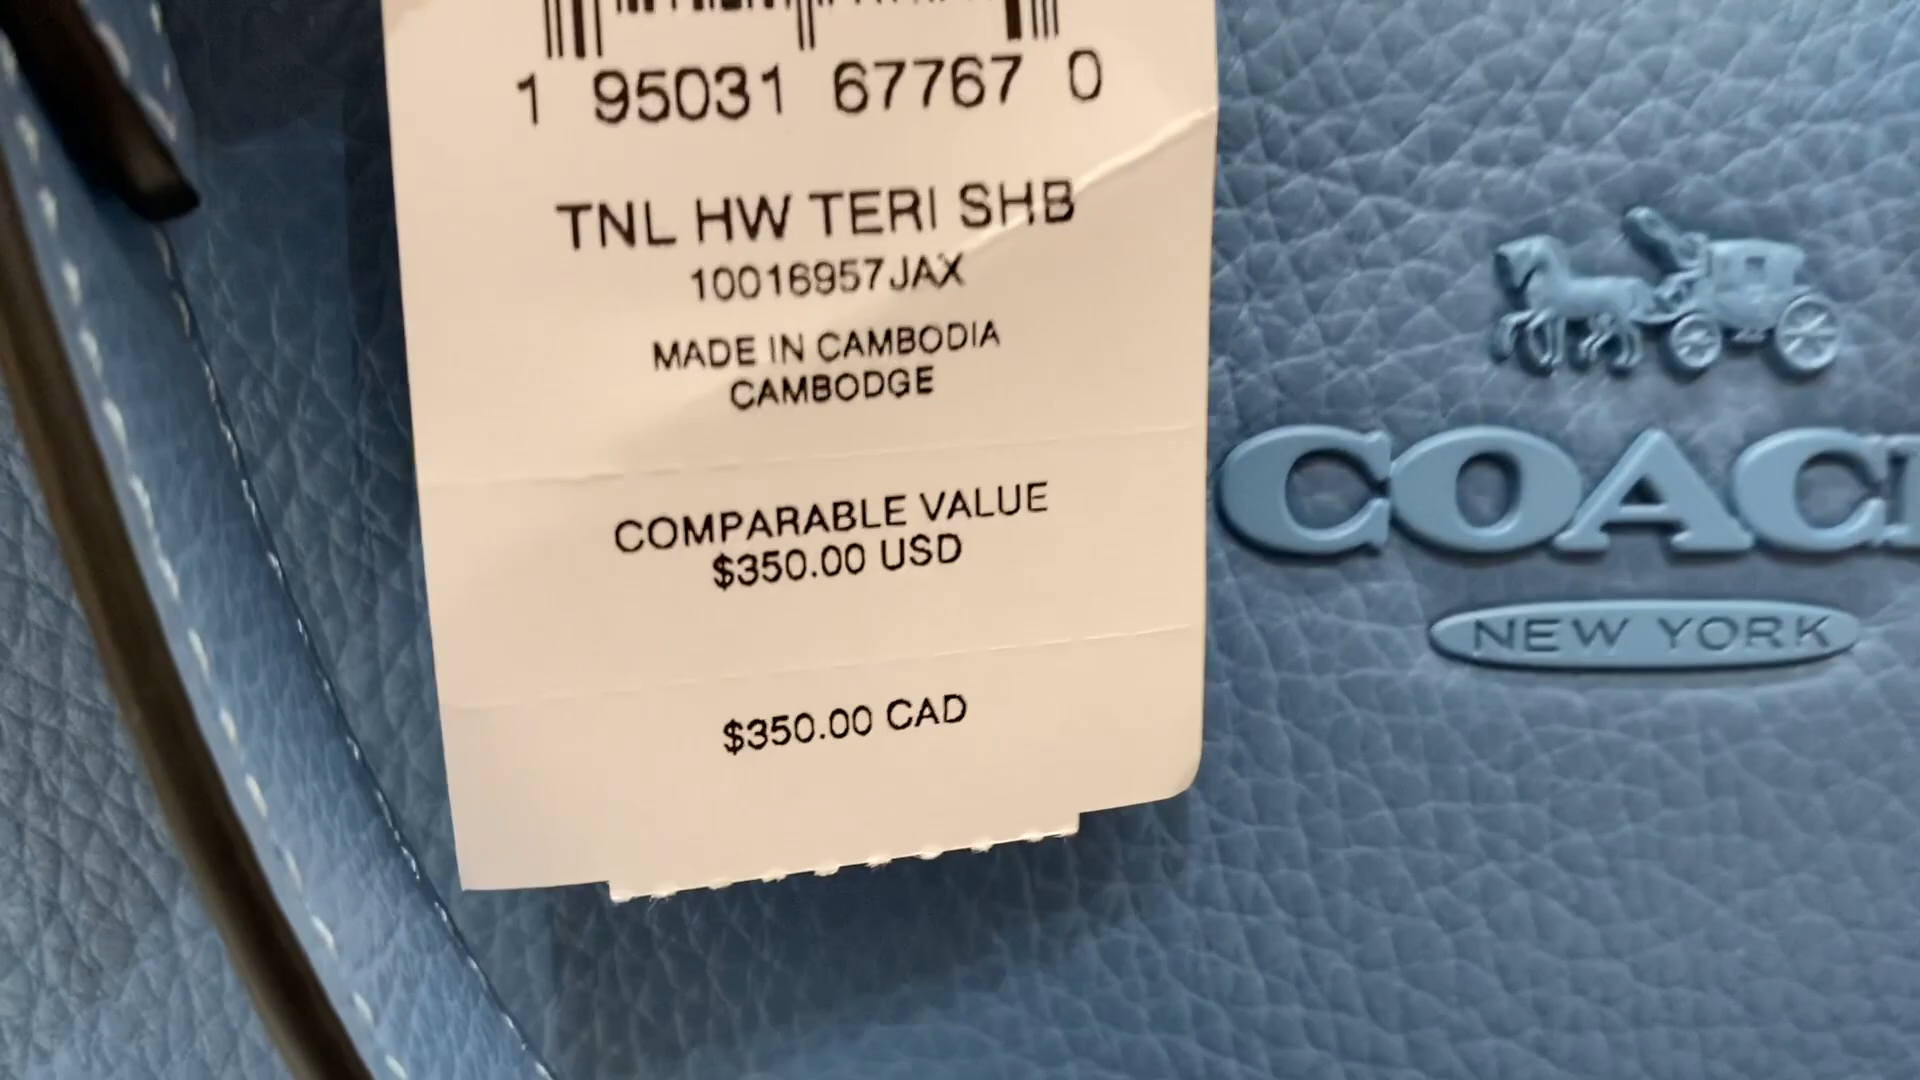 1 95031 67767 0
TNL HW TERI SHB
10016957JAX
MADE IN CAMBODIA
CAMBODGE
COMPARABLE VALUE
$350.00 USD
$350.00 CAD
COACH
NEW YORK